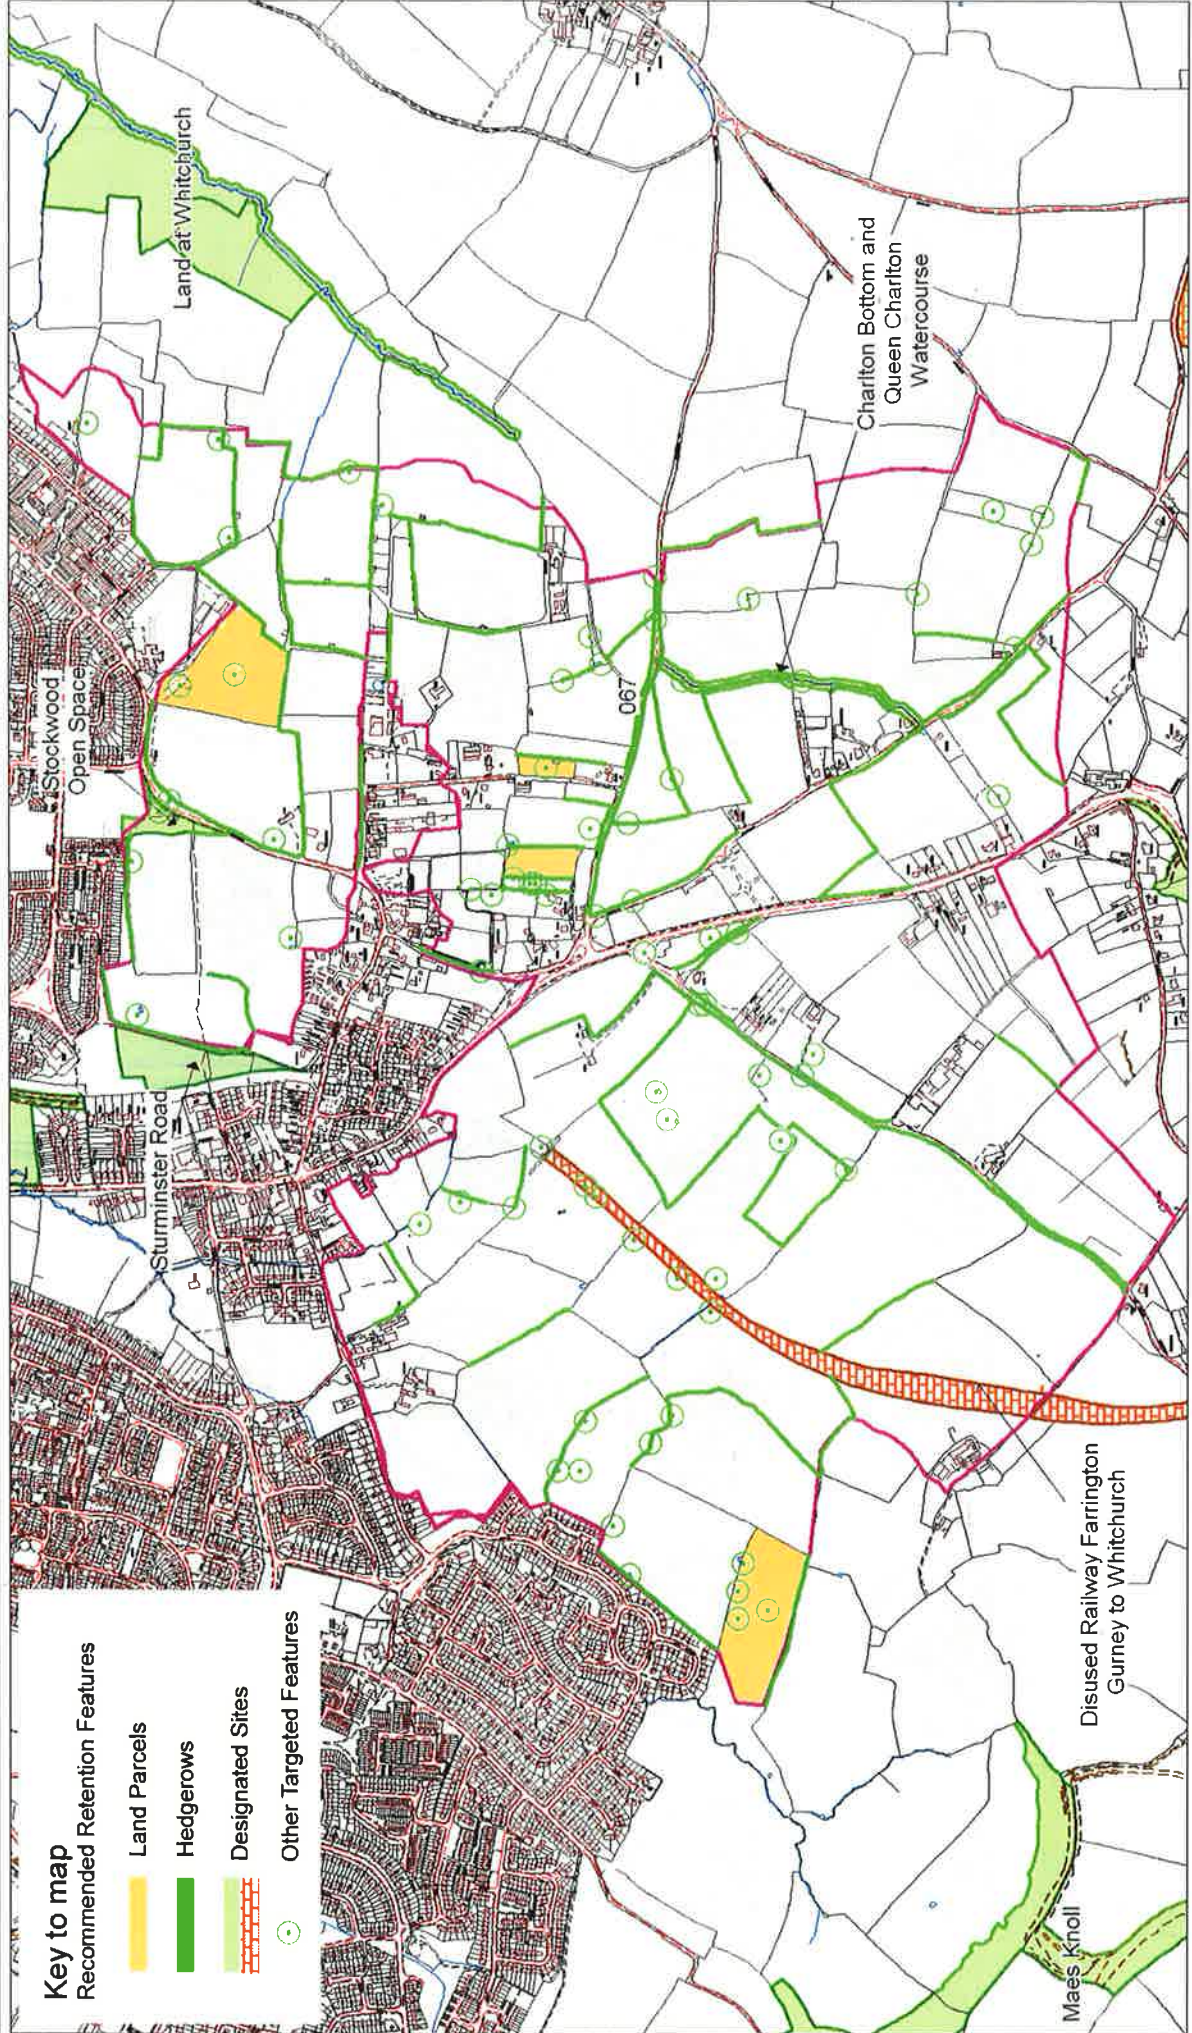 Key to map
Recommended Retention Features
Land Parcels
Hedgerows
Designated Sites
Other Targeted Features
Sturminster Road
Stockwood
Open Space
Land at Whitchurch
067
Charlton Bottom and
Queen Charlton
Watercourse
Disused Railway Farrington
Gurney to Whitchurch
Maes Knoll